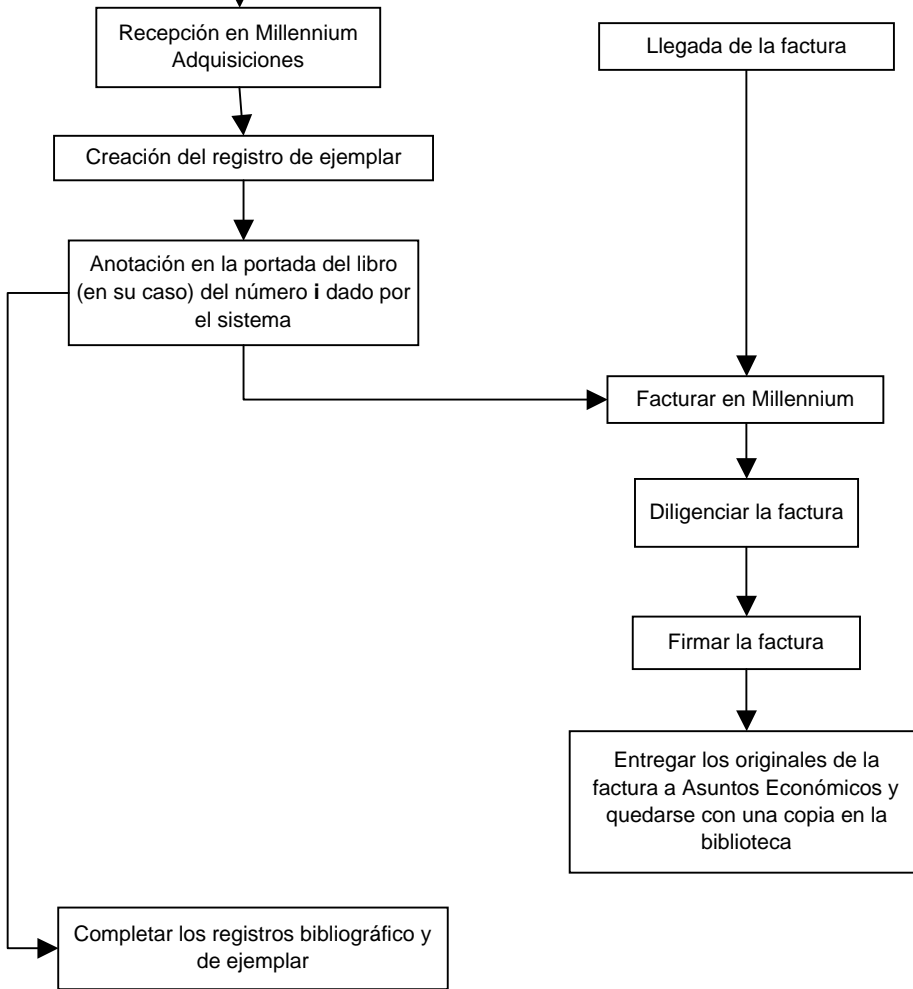 Recepción en Millennium
Adquisiciones
Llegada de la factura
Creación del registro de ejemplar
Anotación en la portada del libro
(en su caso) del número i dado por
el sistema
Facturar en Millennium
Diligenciar la factura
Firmar la factura
Entregar los originales de la
factura a Asuntos Económicos y
quedarse con una copia en la
biblioteca
Completar los registros bibliográfico y
de ejemplar